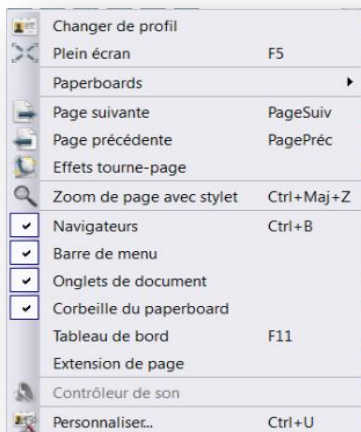 Changer de profil
Plein écran F5
Paperboards
Page suivante PageSuiv
Page précédente PagePréc
Effets tourne-page
Zoom de page avec stylet Ctrl+Maj+Z
Navigateurs Ctrl+B
Barre de menu
Onglets de document
Corbeille du paperboard
Tableau de bord F11
Extension de page
Contrôleur de son
Personnaliser... Ctrl+U